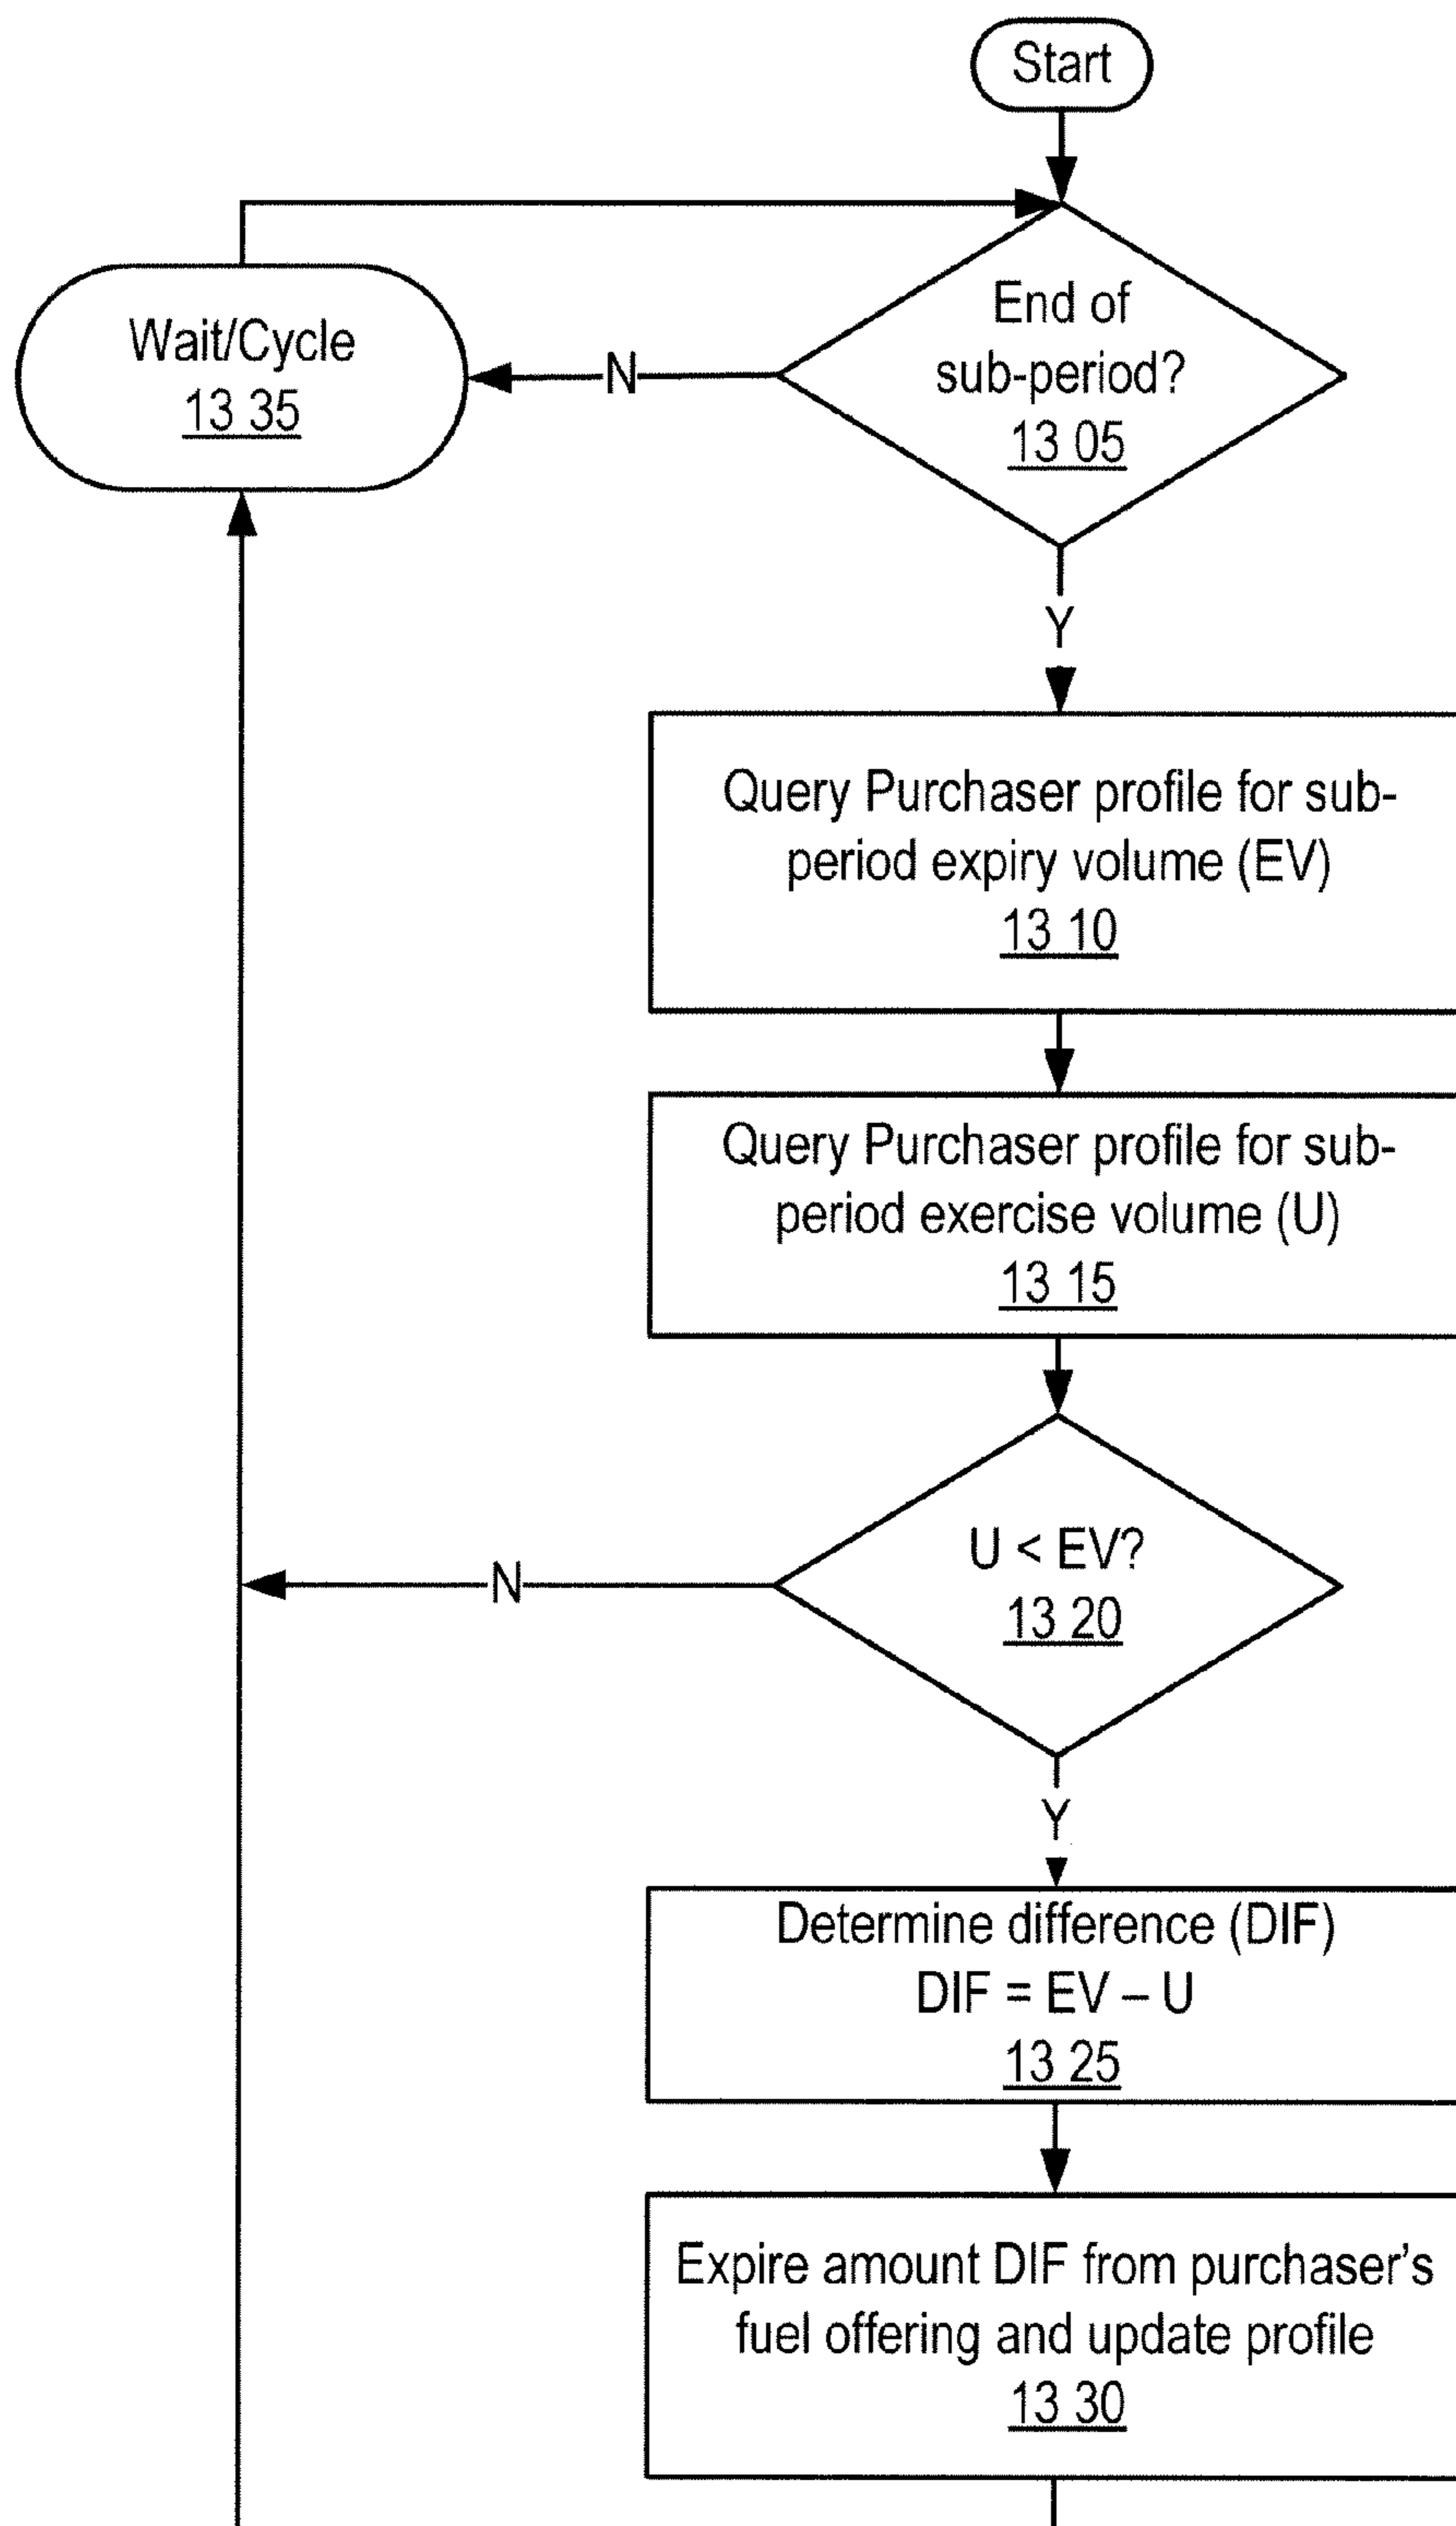 Start
End of
sub-period?
13 05
N
Wait/Cycle
13 35
Y
Query Purchaser profile for sub-
period expiry volume (EV)
13 10
Query Purchaser profile for sub-
period exercise volume (U)
13 15
U < EV?
13 20
N
Y
Determine difference (DIF)
DIF = EV – U
13 25
Expire amount DIF from purchaser's
fuel offering and update profile
13 30